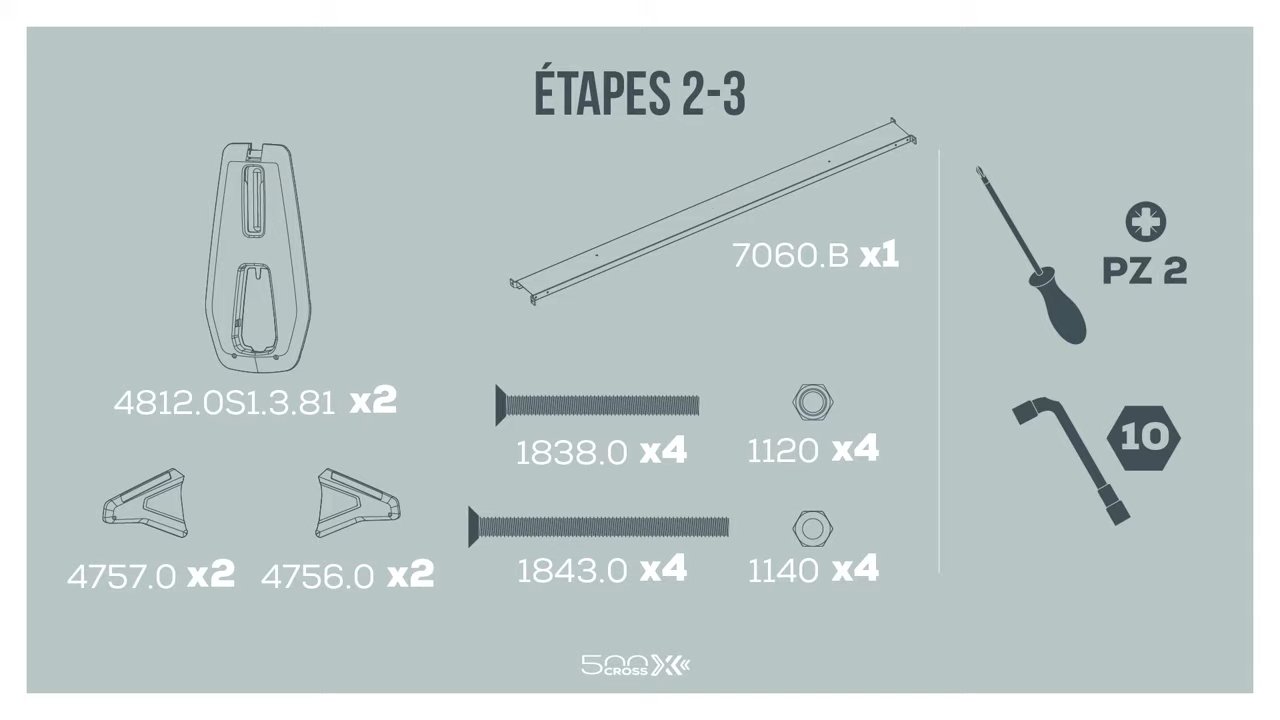 ÉTAPES 2-3
7060.B x1
PZ 2
4812.0S1.3.81 x2
1838.0 x4
1120 x4
10
4757.0 x2
4756.0 x2
1843.0 x4
1140 x4
500 CROSS